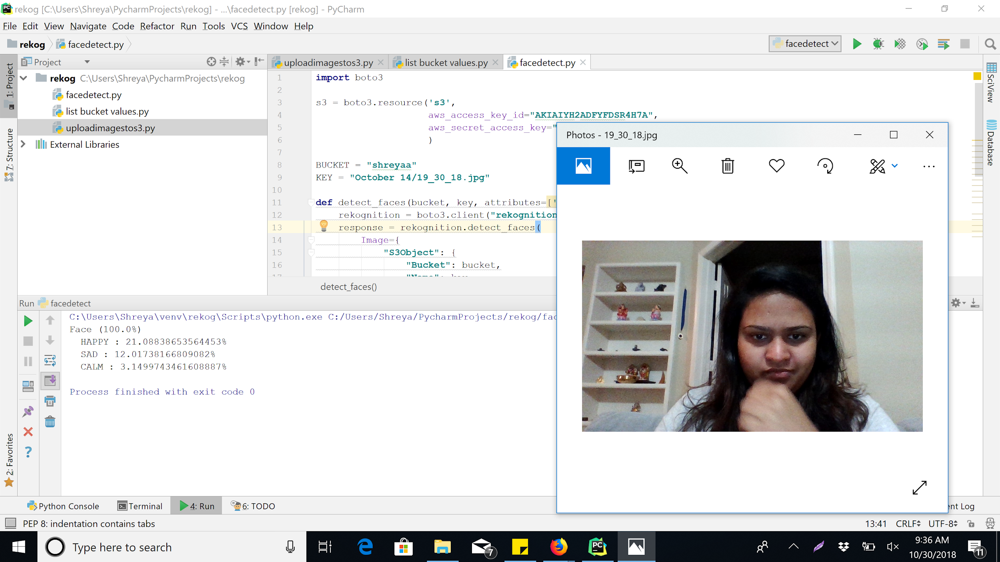 rekog [C:\Users\Shreya\PycharmProjects\rekog] - ...\facedetect.py [rekog] - PyCharm
File Edit View Navigate Code Refactor Run Tools VCS Window Help
rekog facedetect.py
facedetect
1: Project
7: Structure
2: Favorites
Project
rekog C:\Users\Shreya\PycharmProjects\rekog
facedetect.py
list bucket values.py
uploadimagestos3.py
External Libraries
uploadimagestos3.py list bucket values.py facedetect.py
1 import boto3
2
3 s3 = boto3.resource('s3',
4 aws_access_key_id="AKIAIYH2ADFYFDSR4H7A",
5 aws_secret_access_key="
6 )
7
8 BUCKET = "shreyaa"
9 KEY = "October 14/19_30_18.jpg"
10
11 def detect_faces(bucket, key, attributes=['
12 rekognition = boto3.client("rekognition
13 response = rekognition.detect_faces(
14 Image={
15 "S3Object": {
16 "Bucket": bucket,
detect_faces()
SciView
Database
Photos - 19_30_18.jpg
Run facedetect
C:\Users\Shreya\venv\rekog\Scripts\python.exe C:/Users/Shreya/PycharmProjects/rekog/fac
Face (100.0%)
HAPPY : 21.08838653564453%
SAD : 12.01738166809082%
CALM : 3.1499743461608887%
Process finished with exit code 0
Python Console Terminal 4: Run 6: TODO
ent Log
PEP 8: indentation contains tabs
13:41 CRLF UTF-8
Type here to search
7
9:36 AM
10/30/2018
11